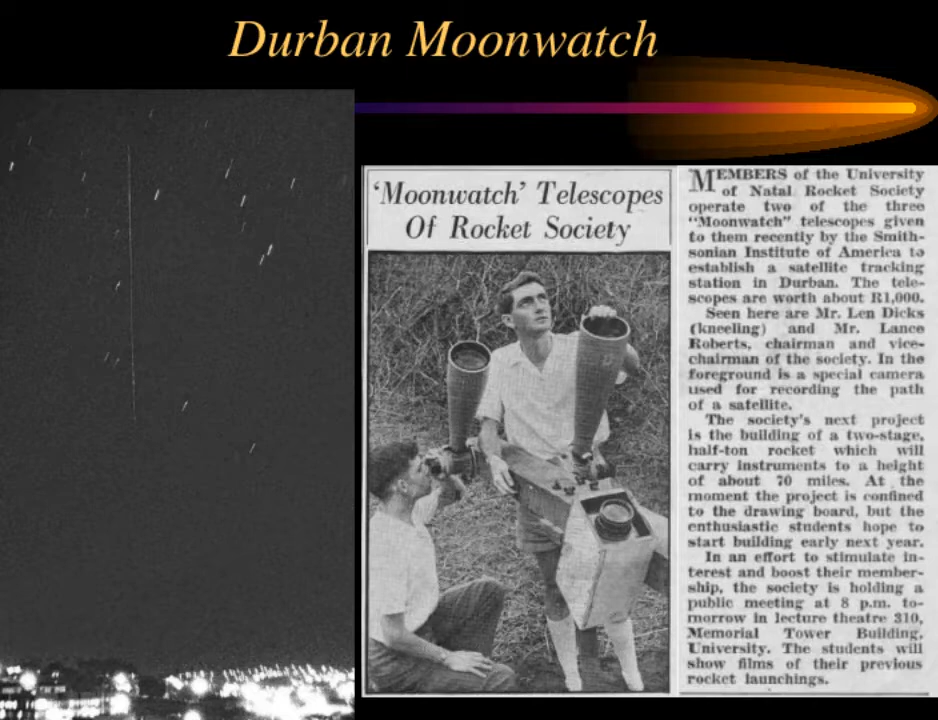 Durban Moonwatch
‘Moonwatch’ Telescopes
Of Rocket Society
MEMBERS of the University
of Natal Rocket Society
operate two of the three
“Moonwatch” telescopes given
to them recently by the Smith-
sonian Institute of America to
establish a satellite tracking
station in Durban. The tele-
scopes are worth about R1,000.
Seen here are Mr. Len Dicks
(kneeling) and Mr. Lance
Roberts, chairman and vice-
chairman of the society. In the
foreground is a special camera
used for recording the path
of a satellite.
The society's next project
is the building of a two-stage,
half-ton rocket which will
carry instruments to a height
of about 70 miles. At the
moment the project is confined
to the drawing board, but the
enthusiastic students hope to
start building early next year.
In an effort to stimulate in-
terest and boost their member-
ship, the society is holding a
public meeting at 8 p.m. to-
morrow in lecture theatre 310,
Memorial Tower Building,
University. The students will
show films of their previous
rocket launchings.